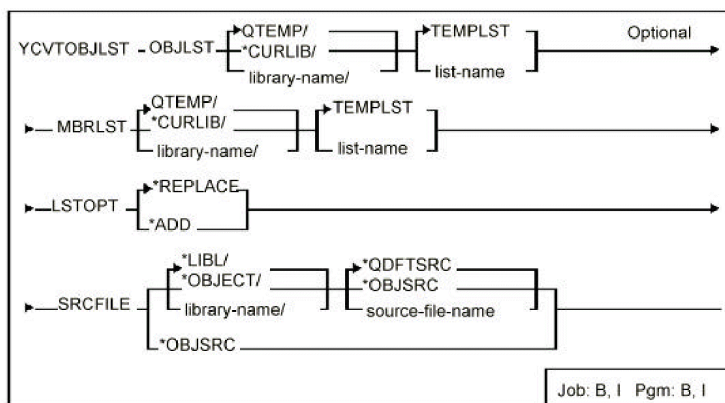 QTEMP/ TEMPLST Optional
YCVTOBJLST OBJLST *CURLIB/
library-name/ list-name
QTEMP/ TEMPLST
MBRLST *CURLIB/
library-name/ list-name
*REPLACE
LSTOPT
*ADD
*LIBL/ *QDFTSRC
*OBJECT/ *OBJSRC
SRCFILE library-name/ source-file-name
*OBJSRC
Job: B, I Pgm: B, I